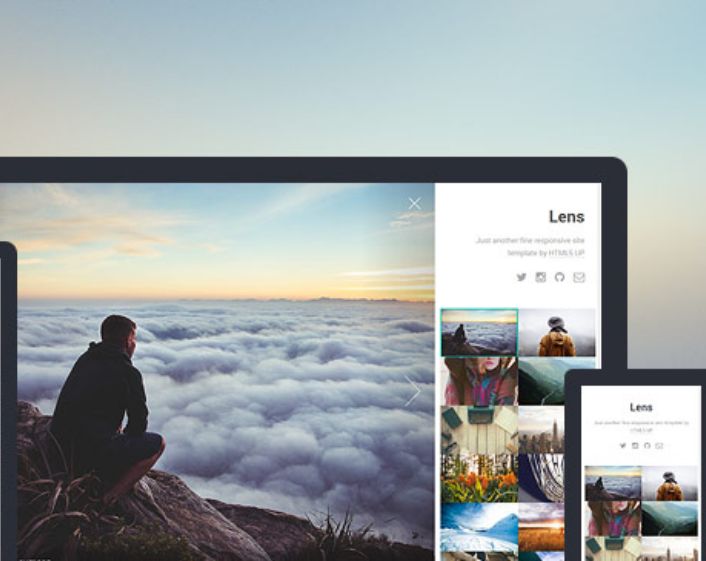 Lens
Just another fine responsive site
template by HTML5 UP
Lens
Just another fine responsive site template by
HTML5 UP